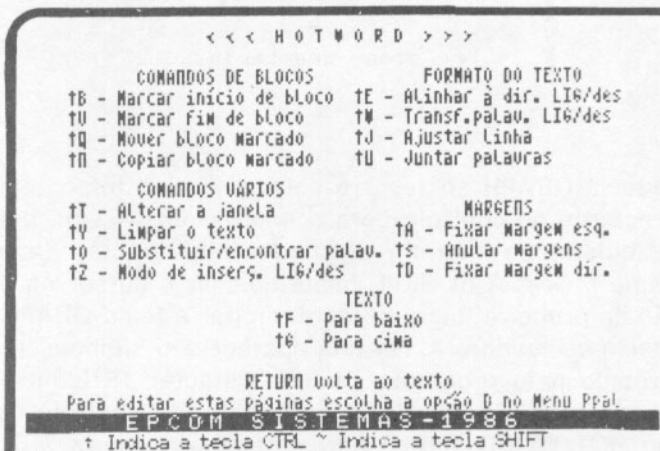 <<< HOTWORD >>>
COMANDOS DE BLOCOS
↑B - Marcar início de bloco
↑V - Marcar fim de bloco
↑Q - Mover bloco marcado
↑N - Copiar bloco marcado
FORMATO DO TEXTO
↑E - Alinhar à dir. LIG/des
↑W - Transf.palav. LIG/des
↑J - Ajustar linha
↑U - Juntar palavras
COMANDOS VÁRIOS
↑T - Alterar a janela
↑Y - Limpar o texto
↑O - Substituir/encontrar palav.
↑Z - Modo de inserç. LIG/des
MARGENS
↑A - Fixar margem esq.
↑S - Anular margens
↑D - Fixar margem dir.
TEXTO
↑F - Para baixo
↑G - Para cima
RETURN volta ao texto
Para editar estas páginas escolha a opção D no Menu Ppal
EPCOM SISTEMAS-1986
↑ Indica a tecla CTRL ~ Indica a tecla SHIFT